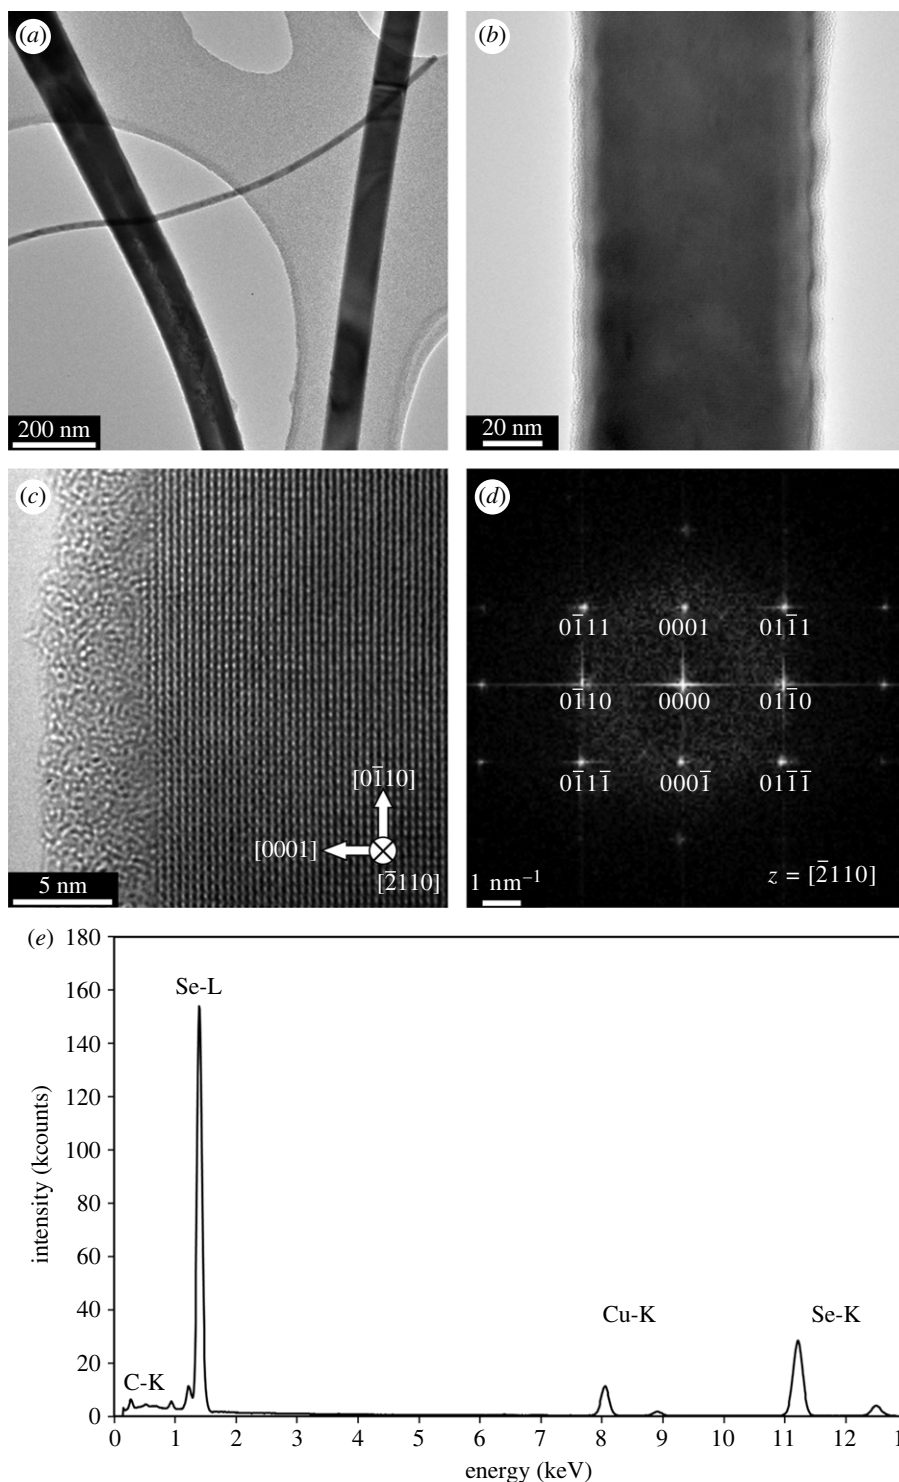 (a)
(b)
200 nm
20 nm
(c)
(d)
[01̅10]
[0001]
[2̅110]
5 nm
01̅11 0001 011̅1
01̅10 0000 011̅0
01̅11̅ 0001̅ 011̅1̅
1 nm⁻¹
z = [2̅110]
(e)
180
160
140
120
100
80
60
40
20
0
intensity (kcounts)
Se-L
C-K
Cu-K
Se-K
0 1 2 3 4 5 6 7 8 9 10 11 12
energy (keV)